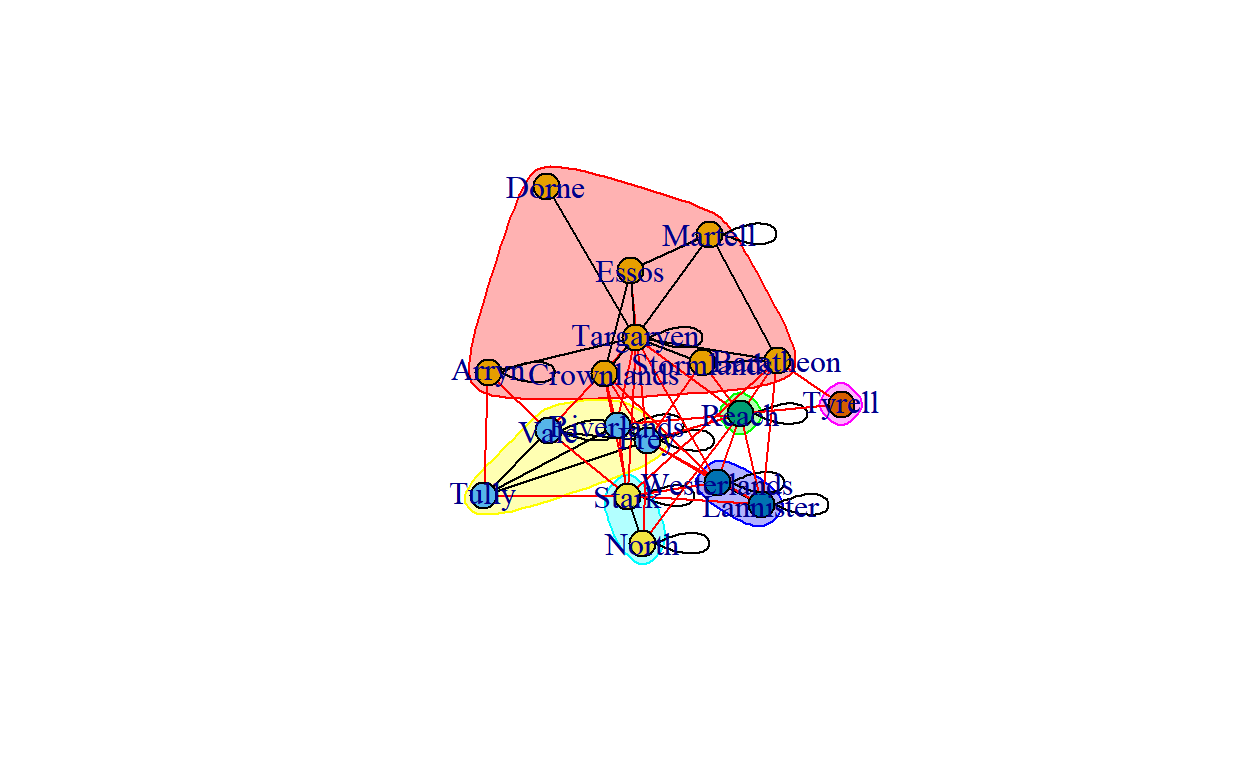 Dorne
Martell
Essos
Targaryen
Stormlands
Baratheon
Arryn
Crownlands
Tyrell
Reach
Vale
Riverlands
Frey
Westerlands
Tully
Stark
Lannister
North